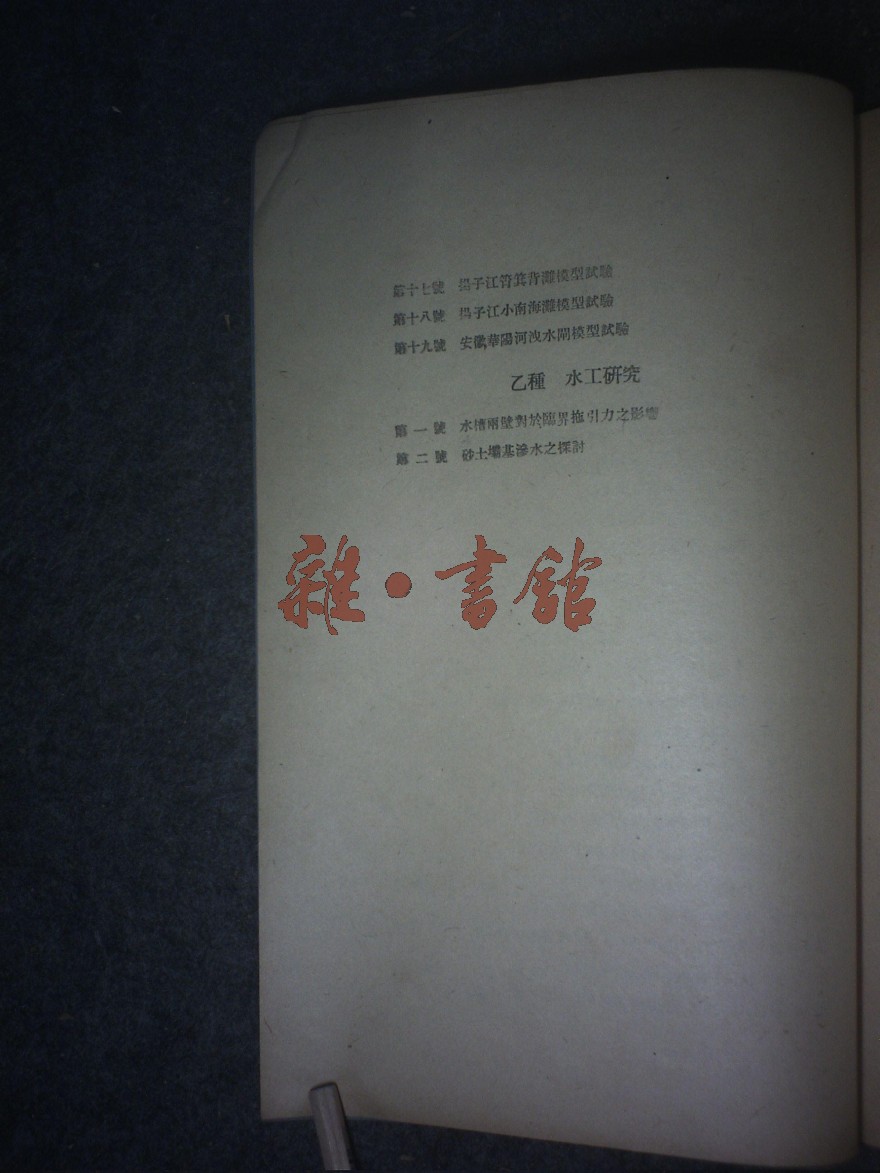 第十七號 揚子江筲箕背灘模型試驗
第十八號 揚子江小南海灘模型試驗
第十九號 安徽華陽河洩水閘模型試驗
乙種 水工研究
第一號 水槽兩壁對於臨界拖引力之影響
第二號 砂土壩基滲水之探討
雜·書館